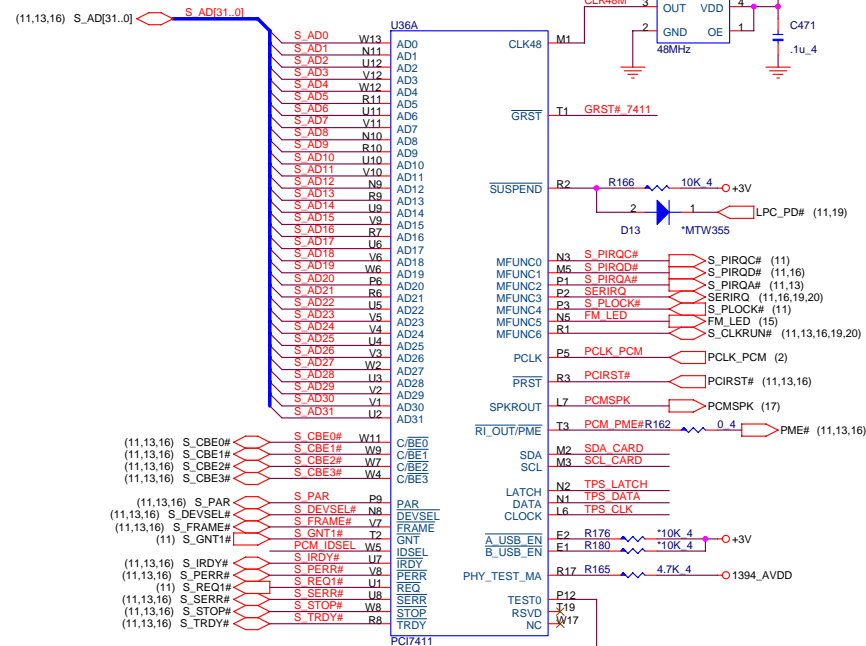 (11,13,16) S_AD[31..0] S_AD[31..0]
U36A
S_AD0 W13 AD0
S_AD1 N11 AD1
S_AD2 U12 AD2
S_AD3 V12 AD3
S_AD4 W12 AD4
S_AD5 R11 AD5
S_AD6 U11 AD6
S_AD7 V11 AD7
S_AD8 N10 AD8
S_AD9 R10 AD9
S_AD10 U10 AD10
S_AD11 V10 AD11
S_AD12 N9 AD12
S_AD13 R9 AD13
S_AD14 U9 AD14
S_AD15 V9 AD15
S_AD16 R7 AD16
S_AD17 U6 AD17
S_AD18 V6 AD18
S_AD19 W6 AD19
S_AD20 P6 AD20
S_AD21 R6 AD21
S_AD22 U5 AD22
S_AD23 V5 AD23
S_AD24 V4 AD24
S_AD25 U4 AD25
S_AD26 V3 AD26
S_AD27 W2 AD27
S_AD28 U3 AD28
S_AD29 V2 AD29
S_AD30 V1 AD30
S_AD31 U2 AD31
(11,13,16) S_CBE0# S_CBE0# W11 C/BE0
(11,13,16) S_CBE1# S_CBE1# W9 C/BE1
(11,13,16) S_CBE2# S_CBE2# W7 C/BE2
(11,13,16) S_CBE3# S_CBE3# W4 C/BE3
(11,13,16) S_PAR S_PAR P9 PAR
(11,13,16) S_DEVSEL# S_DEVSEL# N8 DEVSEL
(11,13,16) S_FRAME# S_FRAME# V7 FRAME
(11) S_GNT1# S_GNT1# T2 GNT
PCM_IDSEL W5 IDSEL
(11,13,16) S_IRDY# S_IRDY# U7 IRDY
(11,13,16) S_PERR# S_PERR# V8 PERR
(11) S_REQ1# S_REQ1# U1 REQ
(11,13,16) S_SERR# S_SERR# U8 SERR
(11,13,16) S_STOP# S_STOP# W8 STOP
(11,13,16) S_TRDY# S_TRDY# R8 TRDY
PCI7411
CLK48 M1 CLK48M
3 OUT VDD 4
2 GND OE 1
48MHz
C471
.1u_4
GRST T1 GRST#_7411
SUSPEND R2 R166 10K_4 +3V
2 1 LPC_PD# (11,19)
D13 *MTW355
MFUNC0 N3 S_PIRQC# S_PIRQC# (11)
MFUNC1 M5 S_PIRQD# S_PIRQD# (11,16)
MFUNC2 P1 S_PIRQA# S_PIRQA# (11,13)
MFUNC3 P2 SERIRQ SERIRQ (11,16,19,20)
MFUNC4 P3 S_PLOCK# S_PLOCK# (11)
MFUNC5 N5 FM_LED FM_LED (15)
MFUNC6 R1 S_CLKRUN# (11,13,16,19,20)
PCLK P5 PCLK_PCM PCLK_PCM (2)
PRST R3 PCIRST# PCIRST# (11,13,16)
SPKROUT L7 PCMSPK PCMSPK (17)
RI_OUT/PME T3 PCM_PME# R162 0_4 PME# (11,13,16)
SDA M2 SDA_CARD
SCL M3 SCL_CARD
LATCH N2 TPS_LATCH
DATA N1 TPS_DATA
CLOCK L6 TPS_CLK
A_USB_EN E2 R176 *10K_4 +3V
B_USB_EN E1 R180 *10K_4
PHY_TEST_MA R17 R165 4.7K_4 1394_AVDD
TEST0 P12
RSVD T19
NC W17